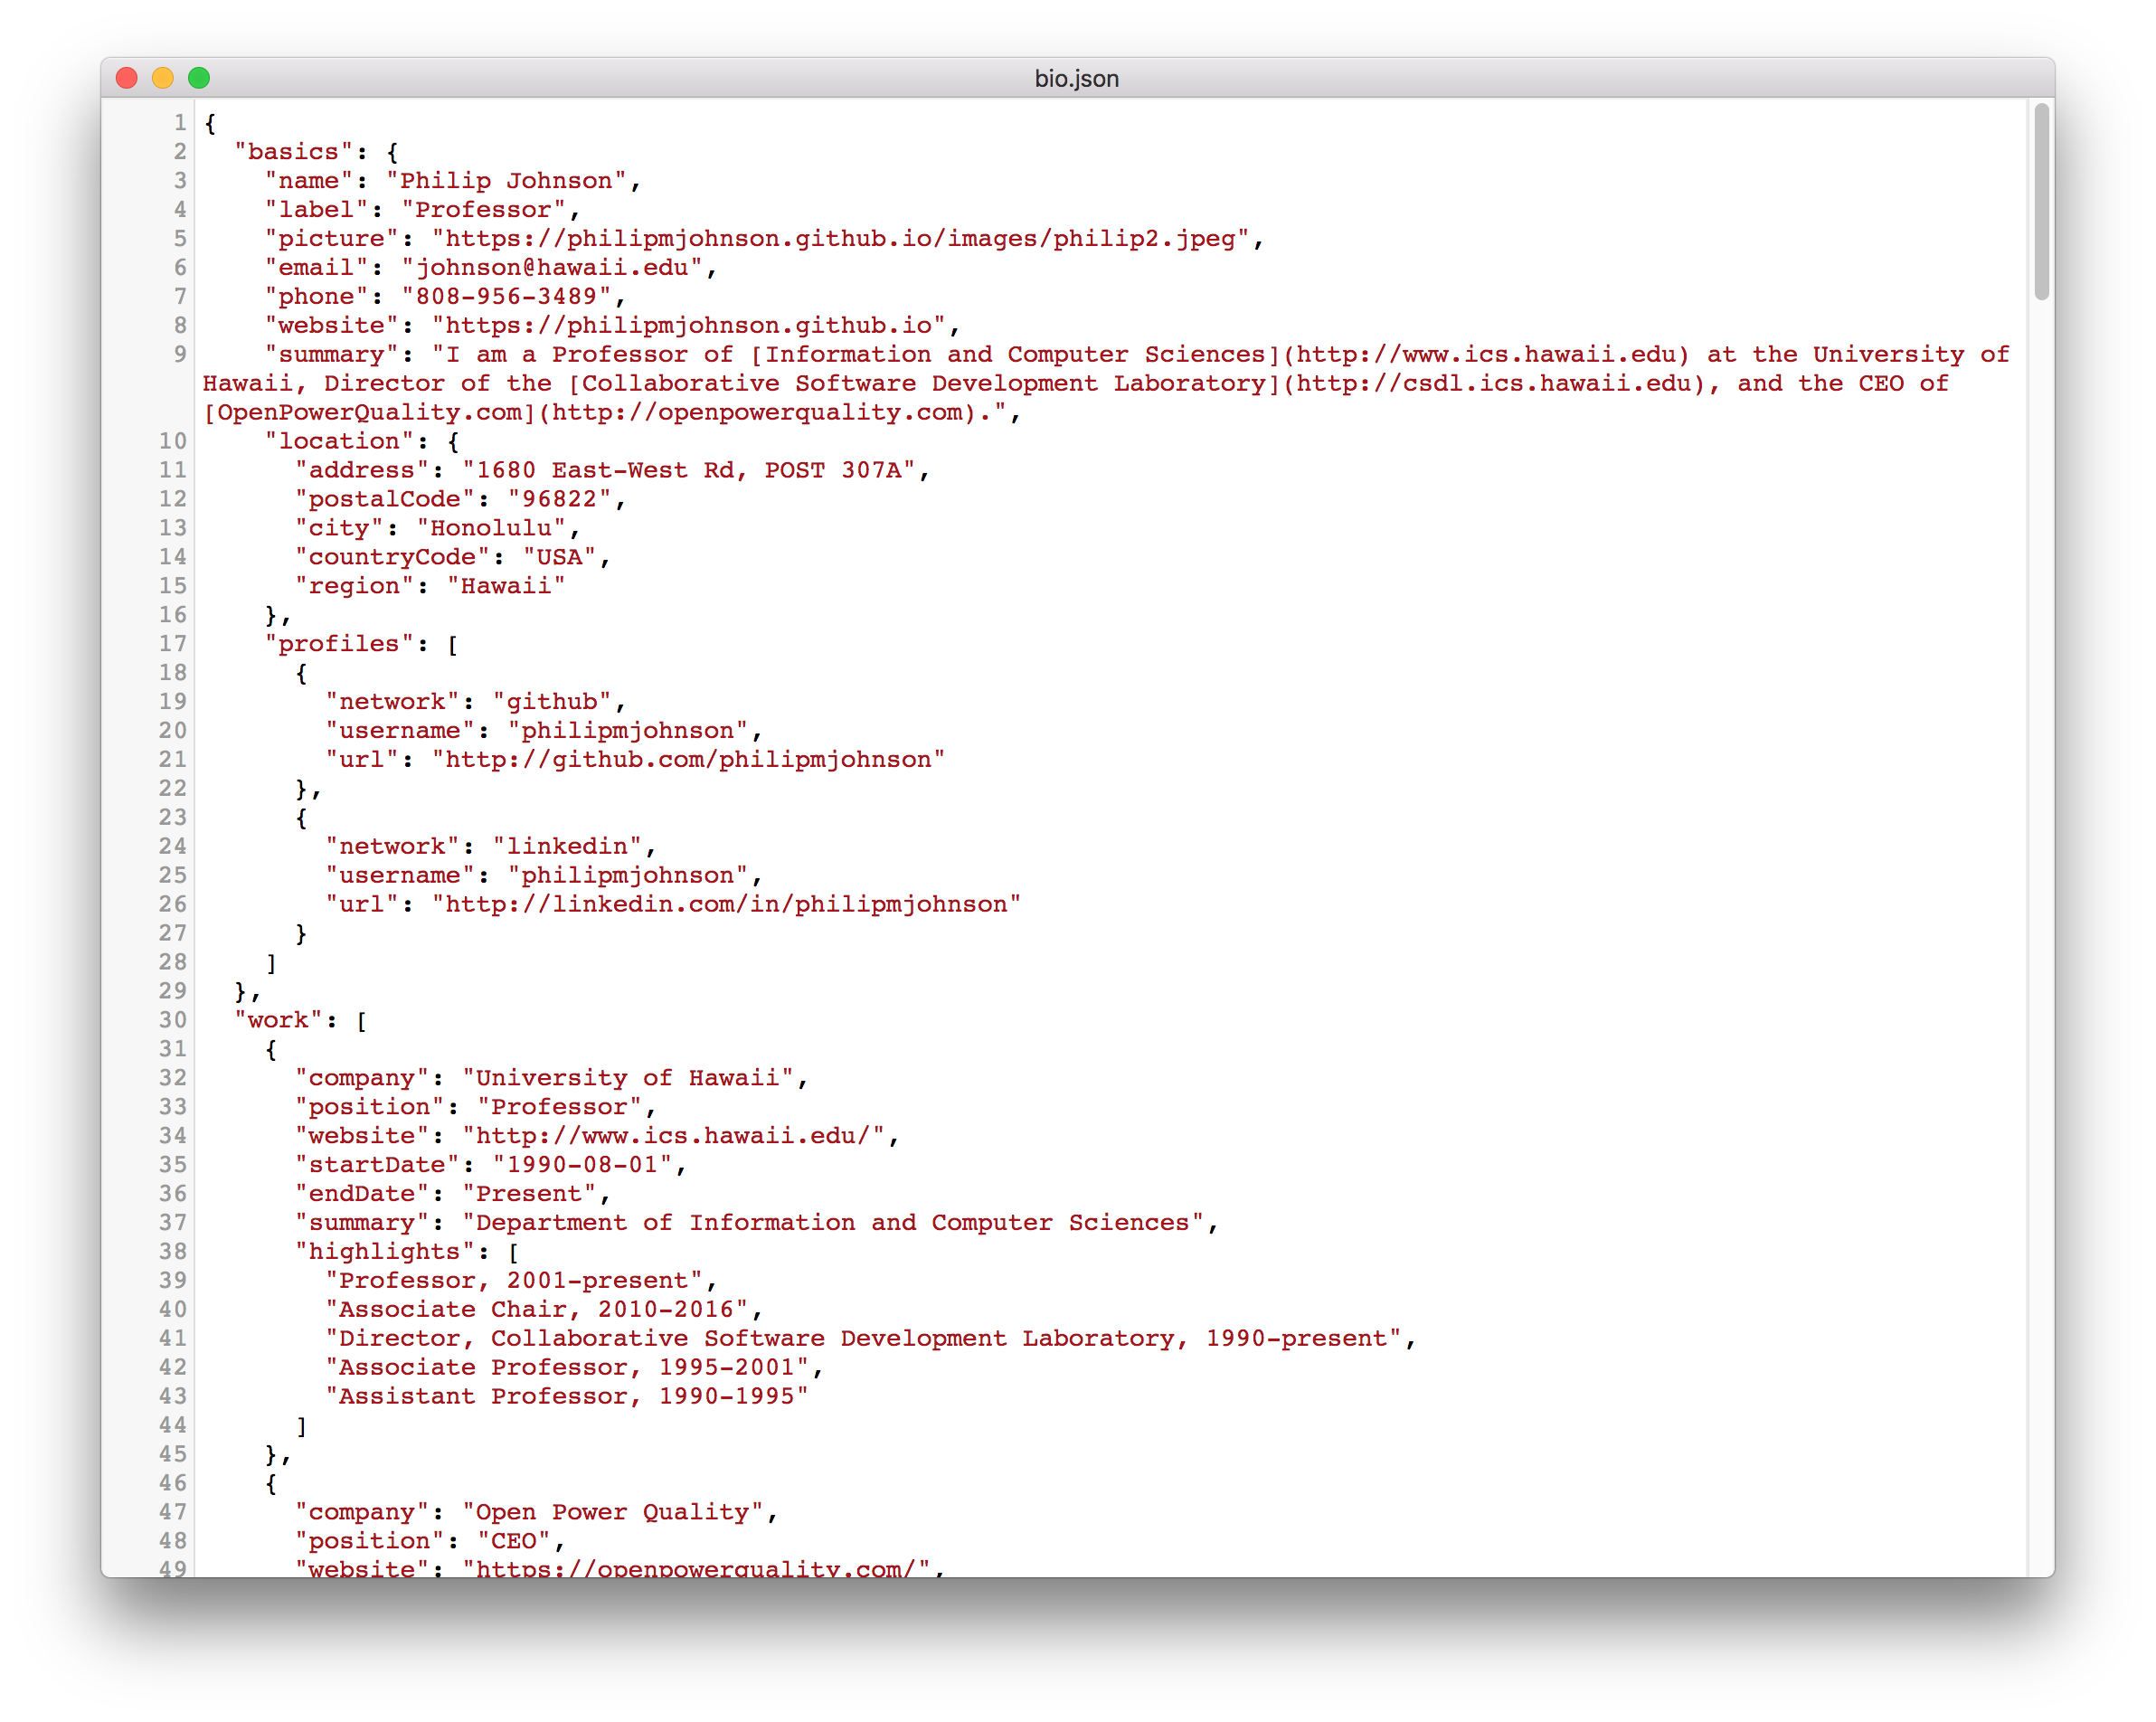 bio.json
1 {
2   "basics": {
3     "name": "Philip Johnson",
4     "label": "Professor",
5     "picture": "https://philipmjohnson.github.io/images/philip2.jpeg",
6     "email": "johnson@hawaii.edu",
7     "phone": "808-956-3489",
8     "website": "https://philipmjohnson.github.io",
9     "summary": "I am a Professor of [Information and Computer Sciences](http://www.ics.hawaii.edu) at the University of
Hawaii, Director of the [Collaborative Software Development Laboratory](http://csdl.ics.hawaii.edu), and the CEO of
[OpenPowerQuality.com](http://openpowerquality.com).",
10     "location": {
11       "address": "1680 East-West Rd, POST 307A",
12       "postalCode": "96822",
13       "city": "Honolulu",
14       "countryCode": "USA",
15       "region": "Hawaii"
16     },
17     "profiles": [
18       {
19         "network": "github",
20         "username": "philipmjohnson",
21         "url": "http://github.com/philipmjohnson"
22       },
23       {
24         "network": "linkedin",
25         "username": "philipmjohnson",
26         "url": "http://linkedin.com/in/philipmjohnson"
27       }
28     ]
29   },
30   "work": [
31     {
32       "company": "University of Hawaii",
33       "position": "Professor",
34       "website": "http://www.ics.hawaii.edu/",
35       "startDate": "1990-08-01",
36       "endDate": "Present",
37       "summary": "Department of Information and Computer Sciences",
38       "highlights": [
39         "Professor, 2001-present",
40         "Associate Chair, 2010-2016",
41         "Director, Collaborative Software Development Laboratory, 1990-present",
42         "Associate Professor, 1995-2001",
43         "Assistant Professor, 1990-1995"
44       ]
45     },
46     {
47       "company": "Open Power Quality",
48       "position": "CEO",
49       "website": "https://openpowerquality.com/",